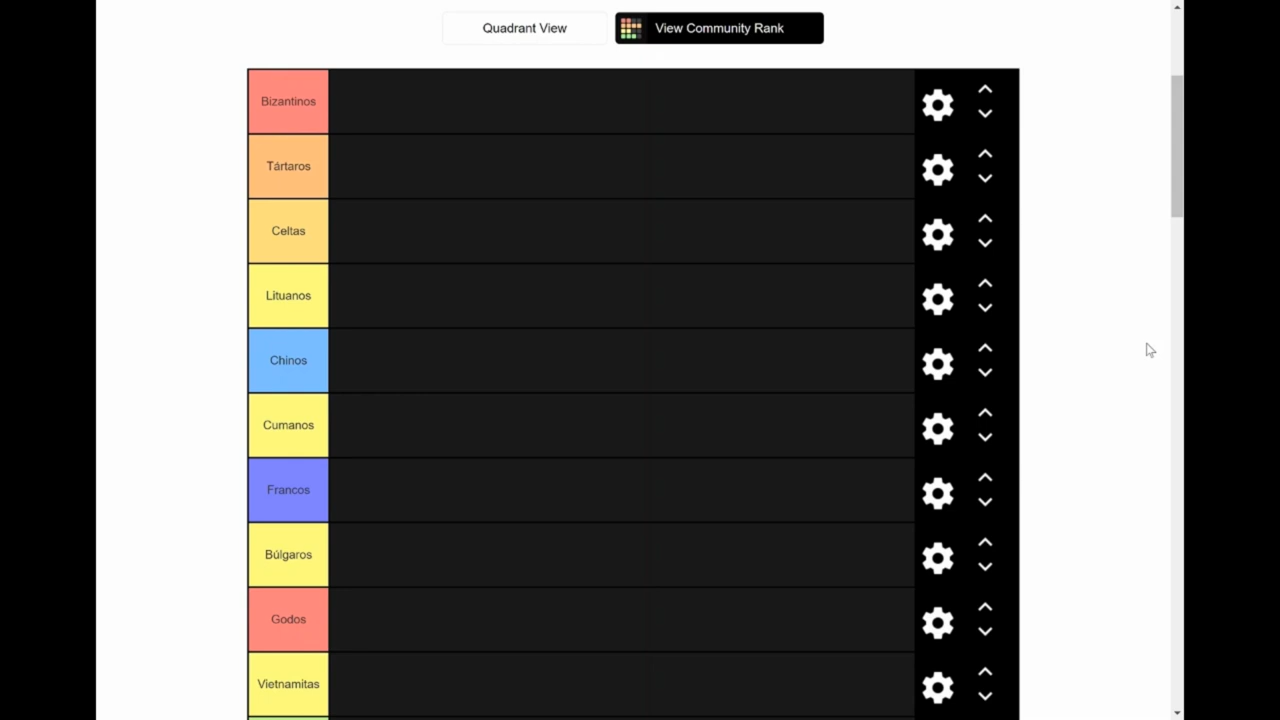 Quadrant View
View Community Rank
Bizantinos
Tártaros
Celtas
Lituanos
Chinos
Cumanos
Francos
Búlgaros
Godos
Vietnamitas